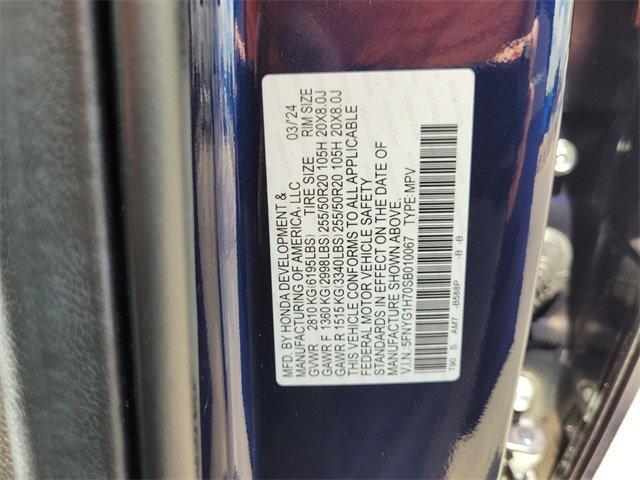 MFD. BY HONDA DEVELOPMENT &
MANUFACTURING OF AMERICA, LLC 03/24
GVWR 2810 KG(6195LBS) TIRE SIZE RIM SIZE
GAWR F 1360 KG(2998LBS) 255/50R20 105H 20X8.0J
GAWR R 1515 KG(3340LBS) 255/50R20 105H 20X8.0J
THIS VEHICLE CONFORMS TO ALL APPLICABLE
FEDERAL MOTOR VEHICLE SAFETY
STANDARDS IN EFFECT ON THE DATE OF
MANUFACTURE SHOWN ABOVE.
V.I.N. 5FNYG1H70SB010067 TYPE:MPV
T90 S AM7 -B588P -B -B